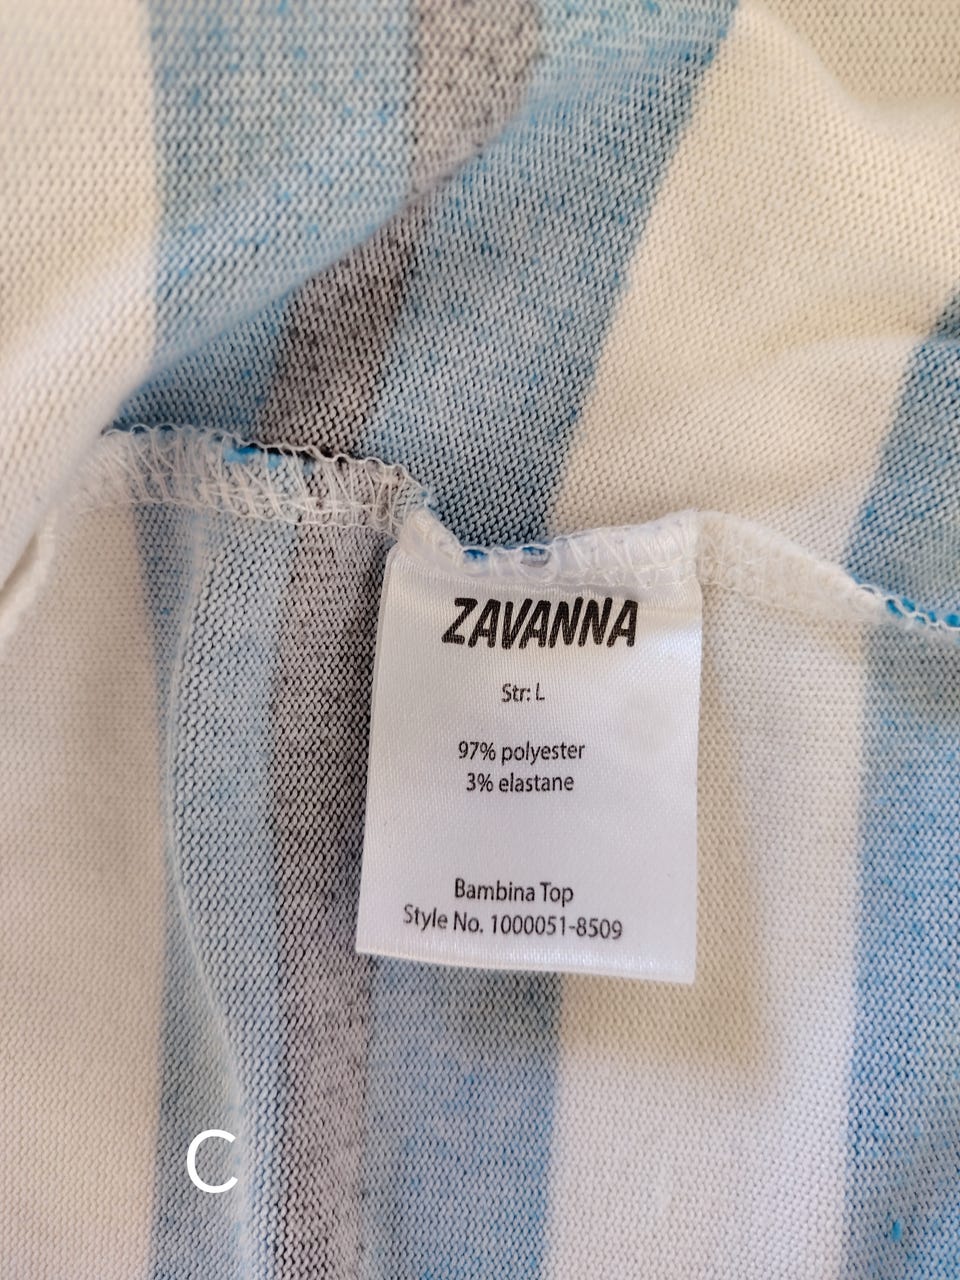 ZAVANNA
Str: L
97% polyester
3% elastane
Bambina Top
Style No. 1000051-8509
C